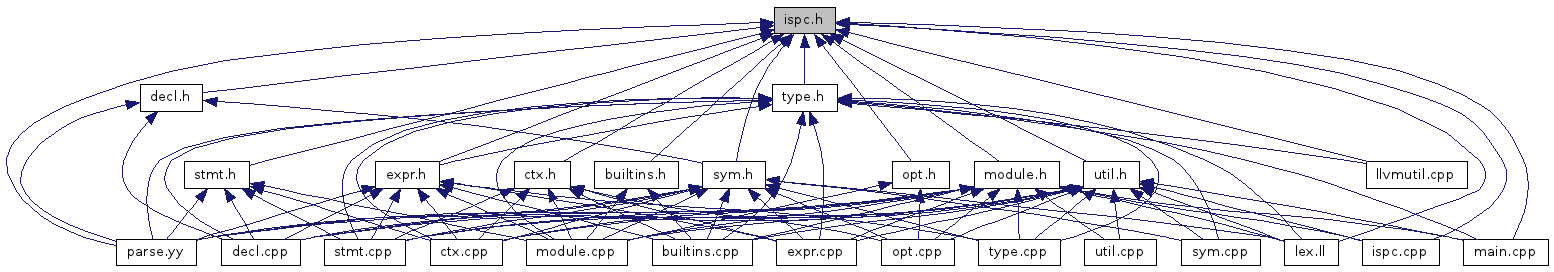 ispc.h
decl.h
type.h
stmt.h
expr.h
ctx.h
builtins.h
sym.h
opt.h
module.h
util.h
llvmutil.cpp
parse.yy
decl.cpp
stmt.cpp
ctx.cpp
module.cpp
builtins.cpp
expr.cpp
opt.cpp
type.cpp
util.cpp
sym.cpp
lex.ll
ispc.cpp
main.cpp